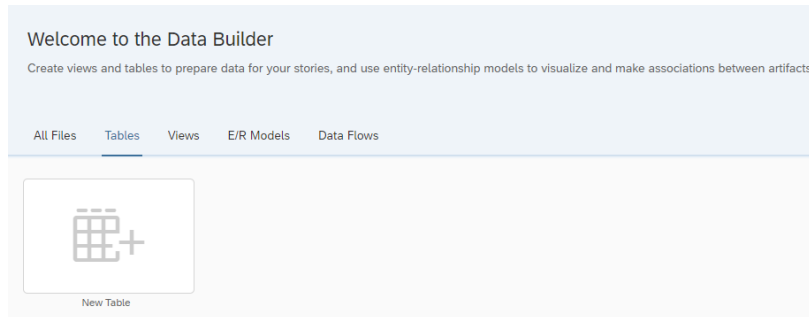 Welcome to the Data Builder
Create views and tables to prepare data for your stories, and use entity-relationship models to visualize and make associations between artifacts
All Files Tables Views E/R Models Data Flows
New Table